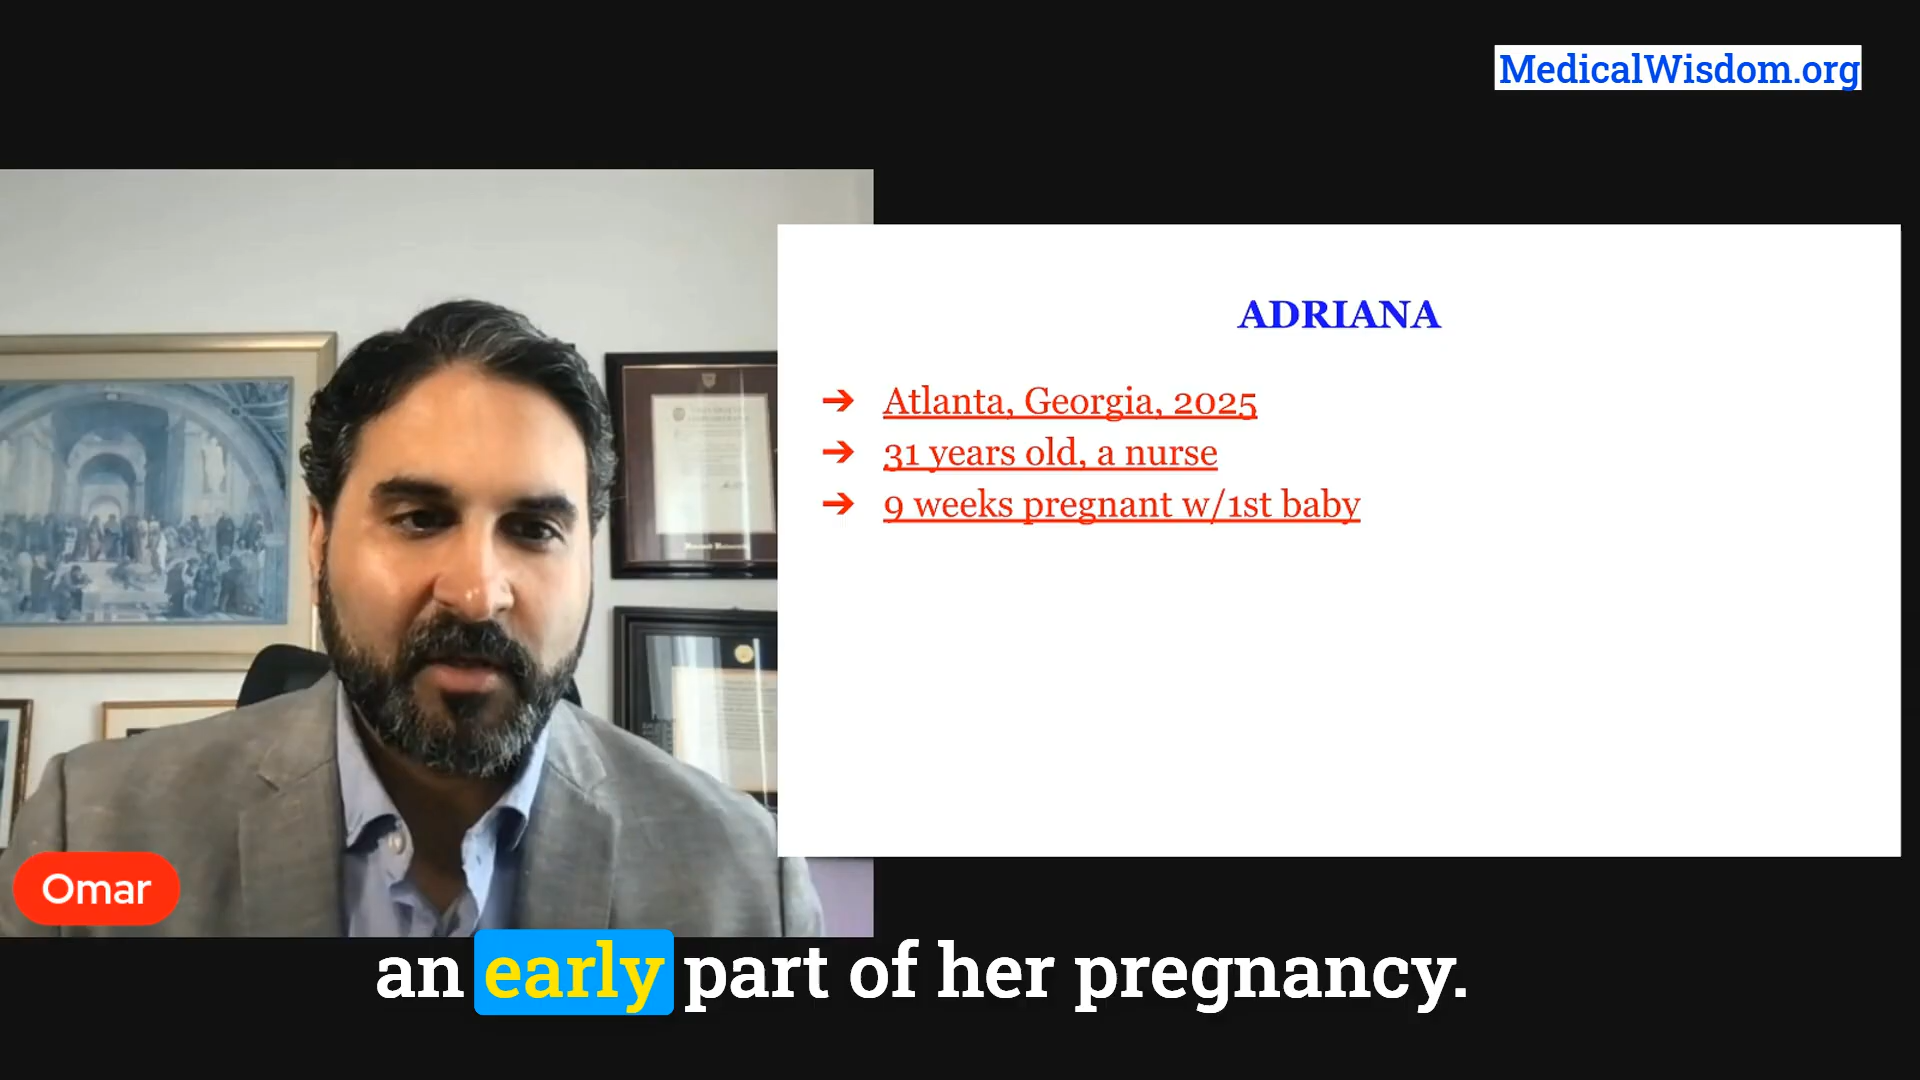 MedicalWisdom.org
ADRIANA
➔ Atlanta, Georgia, 2025
➔ 31 years old, a nurse
➔ 9 weeks pregnant w/1st baby
Omar
an early part of her pregnancy.